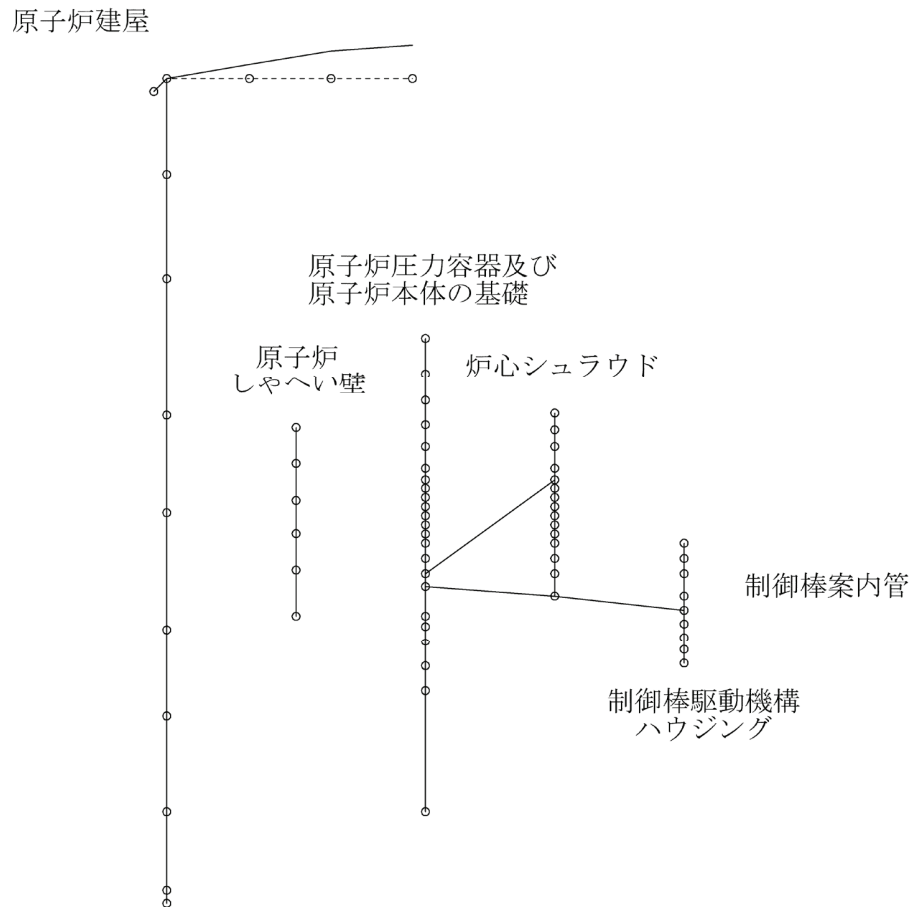 原子炉建屋
原子炉圧力容器及び
原子炉本体の基礎
原子炉
しゃへい壁
炉心シュラウド
制御棒案内管
制御棒駆動機構
ハウジング